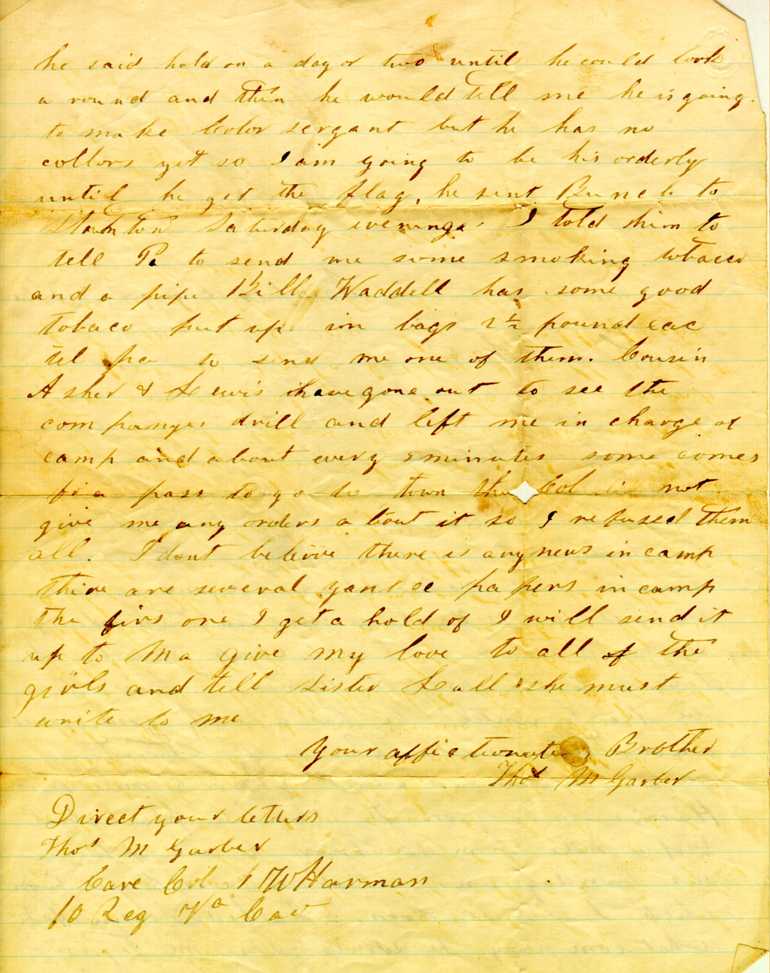 he said hold on a day or two until he could look
a round and then he would tell me he is going
to make Color sergant but he has no
collors yet so I am going to be his orderly
until he get the flag, he sent to
Staunton Saturday evening. I told him to
tell Pa to send me some smoking tobacco
and a pipe Bill Waddell has some good
tobaco put up in bags 2½ pound eac
tel pa to send me one of them. Cousin
Asher & Lewis have gone out to see the
companyes drill and left me in charge of
camp and about every 5 minutes some comes
for a pass to go to town the Col not
give me any orders a bout it so I refused them
all. I dont beleive there is any news in camp
there are several yankee papers in camp
the firs one I get a hold of I will send it
up to Ma give my love to all of the
girls and tell sister she must
write to me
Your affectionate Brother
Thos M Garber
Direct your letters
Thos M Garber
Care Col W Harman
10 Reg Va Cav